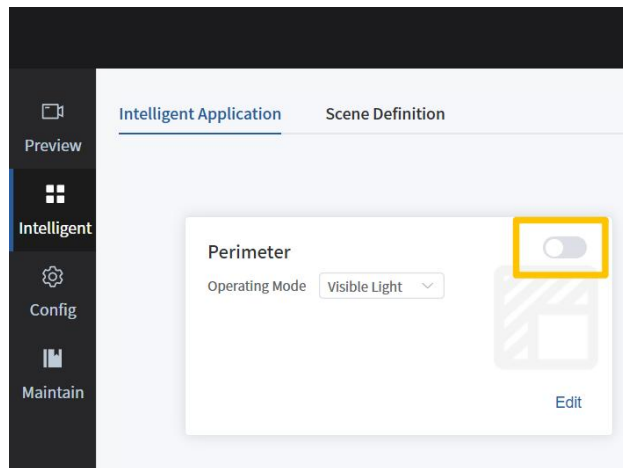 Preview
Intelligent
Config
Maintain
Intelligent Application
Scene Definition
Perimeter
Operating Mode
Visible Light
Edit